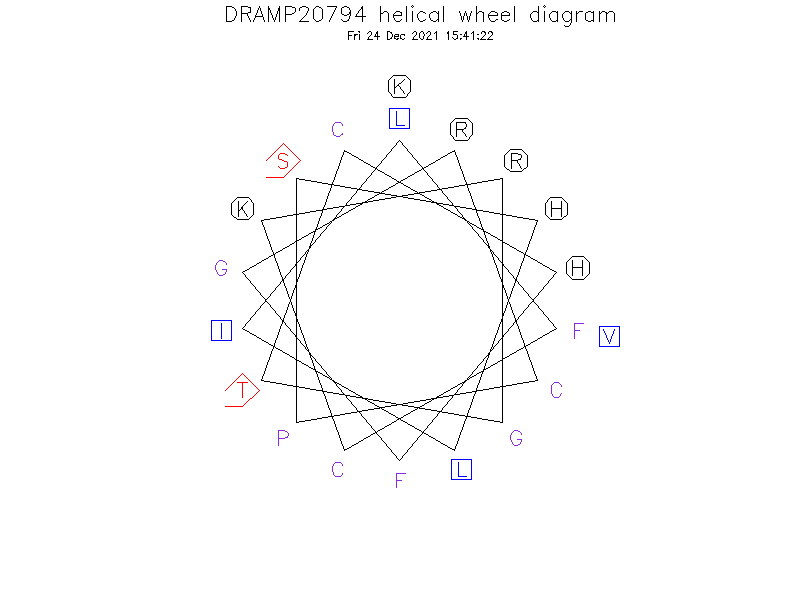 DRAMP20794 helical wheel diagram
Fri 24 Dec 2021 15:41:22
K
L
C R
S R
K H
G H
I F V
T C
P G
C L
F